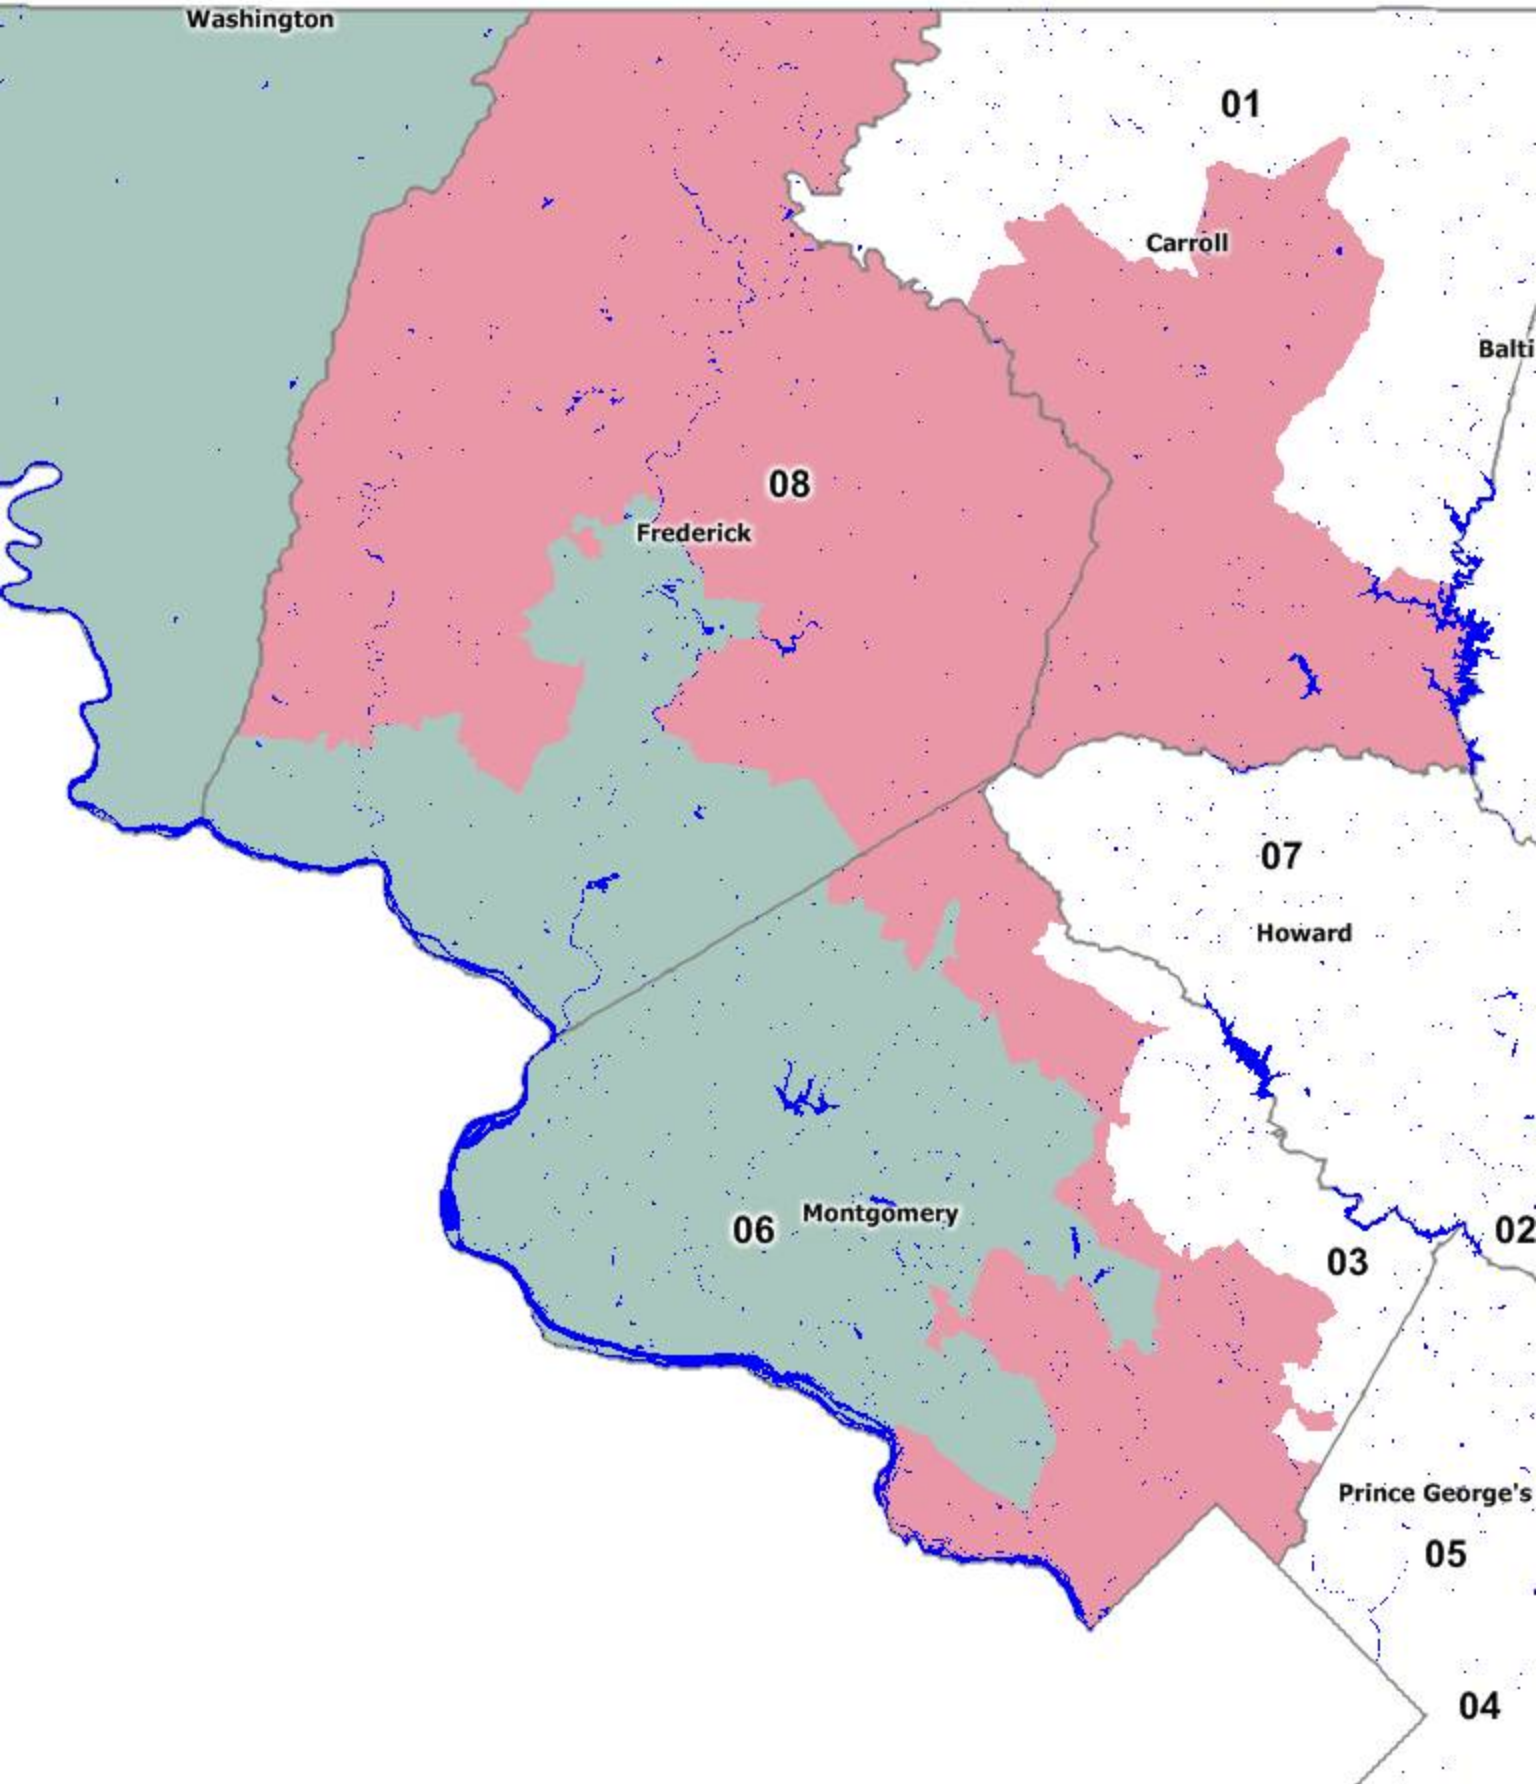 Washington
01
Carroll
Balti
08
Frederick
07
Howard
Montgomery
06
02
03
Prince George's
05
04